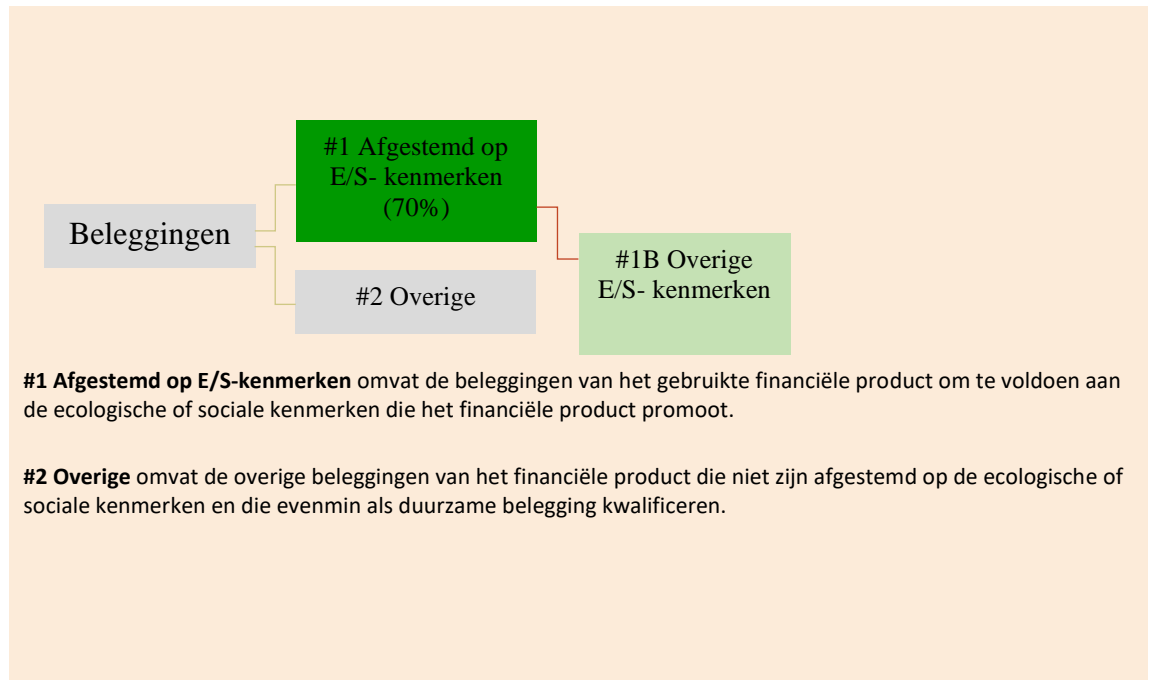 #1 Afgestemd op
E/S- kenmerken
(70%)
Beleggingen
#1B Overige
E/S- kenmerken
#2 Overige
#1 Afgestemd op E/S-kenmerken omvat de beleggingen van het gebruikte financiële product om te voldoen aan
de ecologische of sociale kenmerken die het financiële product promoot.
#2 Overige omvat de overige beleggingen van het financiële product die niet zijn afgestemd op de ecologische of
sociale kenmerken en die evenmin als duurzame belegging kwalificeren.